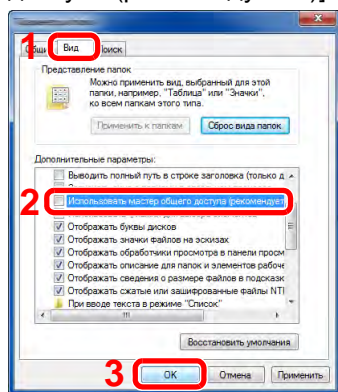 1
Вид
Поиск
Представление папок
Можно применить вид, выбранный для этой
папки, например, "Таблица" или "Значки",
ко всем папкам этого типа.
Применить к папкам
Сброс вида папок
Дополнительные параметры:
Выводить полный путь в строке заголовка (только д
2
Использовать мастер общего доступа (рекомендует
Отображать буквы дисков
Отображать значки файлов на эскизах
Отображать обработчики просмотра в панели просм
Отображать описание для папок и элементов рабоче
Отображать сведения о размере файлов в подсказк
Отображать сжатые или зашифрованные файлы NTI
При вводе текста в режиме "Список"
Восстановить умолчания
3
OK
Отмена
Применить